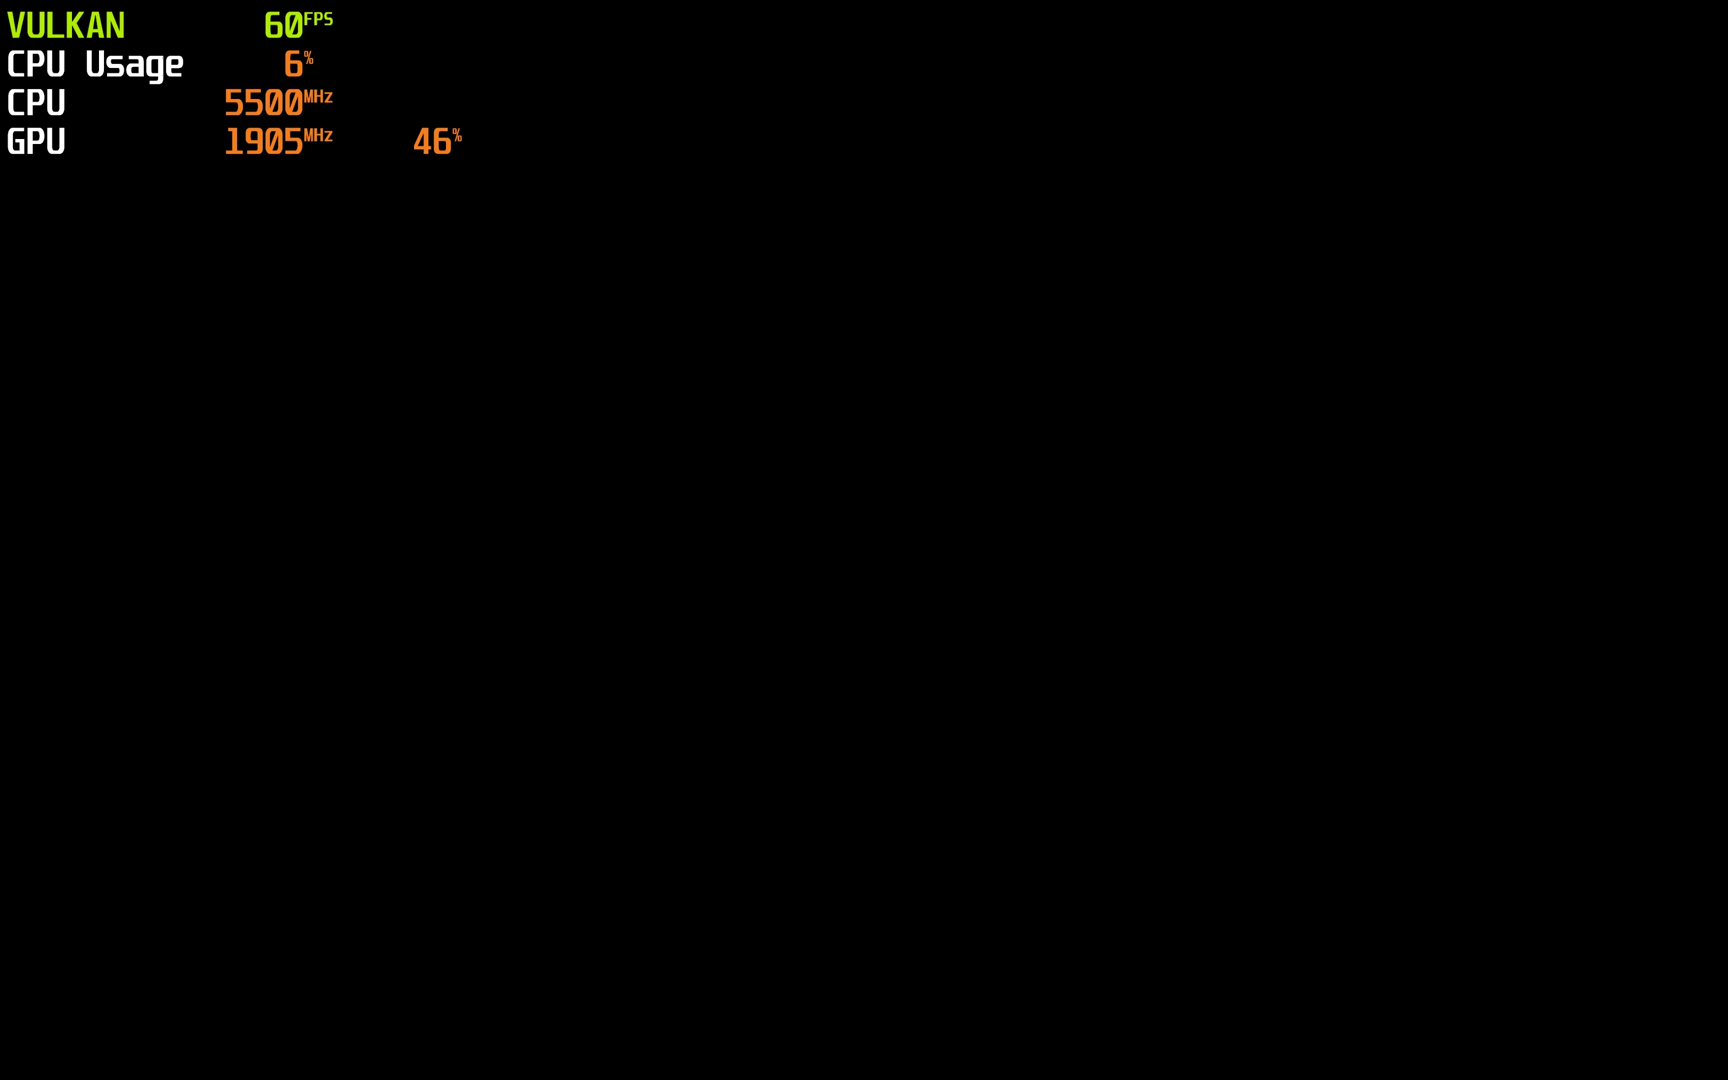 VULKAN 60FPS
CPU Usage 6%
CPU 5500MHz
GPU 1905MHz 46%